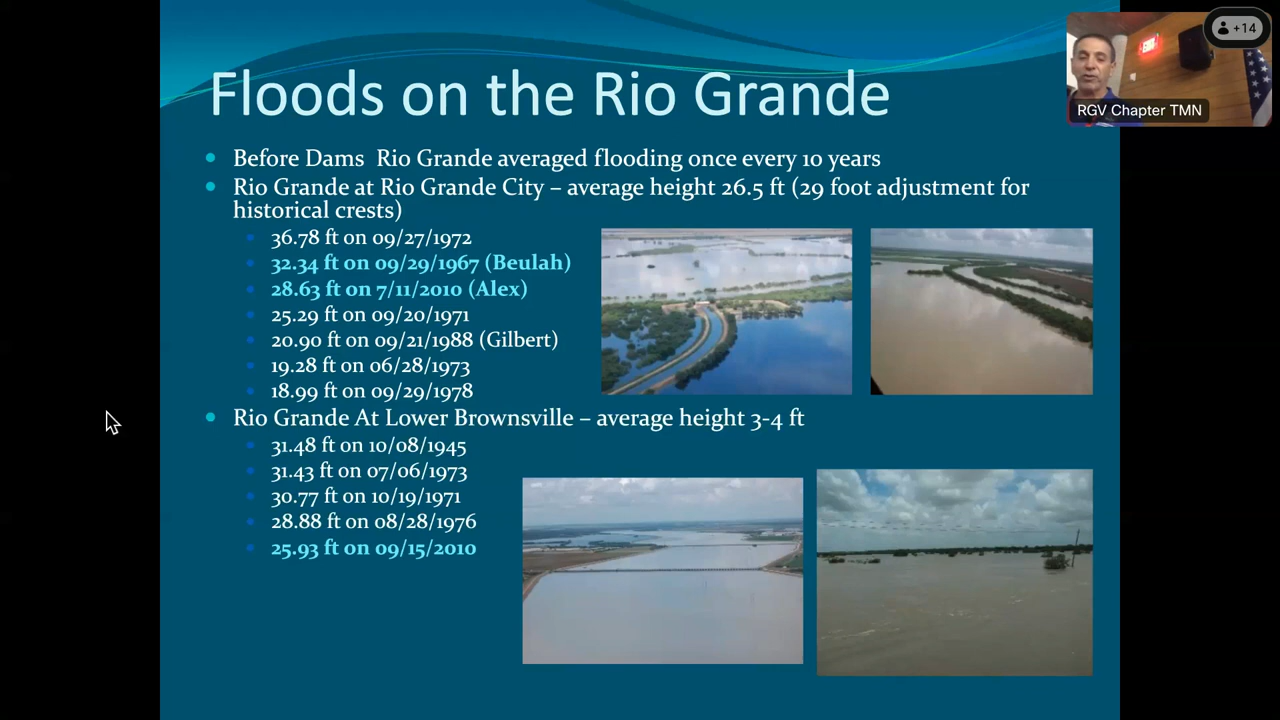 +14
RGV Chapter TMN
EXIT
Floods on the Rio Grande
Before Dams  Rio Grande averaged flooding once every 10 years
Rio Grande at Rio Grande City – average height 26.5 ft (29 foot adjustment for
historical crests)
36.78 ft on 09/27/1972
32.34 ft on 09/29/1967 (Beulah)
28.63 ft on 7/11/2010 (Alex)
25.29 ft on 09/20/1971
20.90 ft on 09/21/1988 (Gilbert)
19.28 ft on 06/28/1973
18.99 ft on 09/29/1978
Rio Grande At Lower Brownsville – average height 3-4 ft
31.48 ft on 10/08/1945
31.43 ft on 07/06/1973
30.77 ft on 10/19/1971
28.88 ft on 08/28/1976
25.93 ft on 09/15/2010